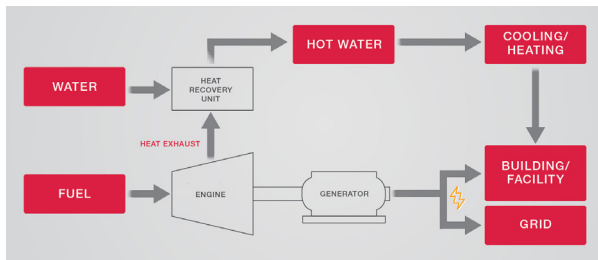 COOLING/
HEATING
HOT WATER
WATER
HEAT
RECOVERY
UNIT
HEAT EXHAUST
BUILDING/
FACILITY
FUEL
ENGINE
GENERATOR
GRID